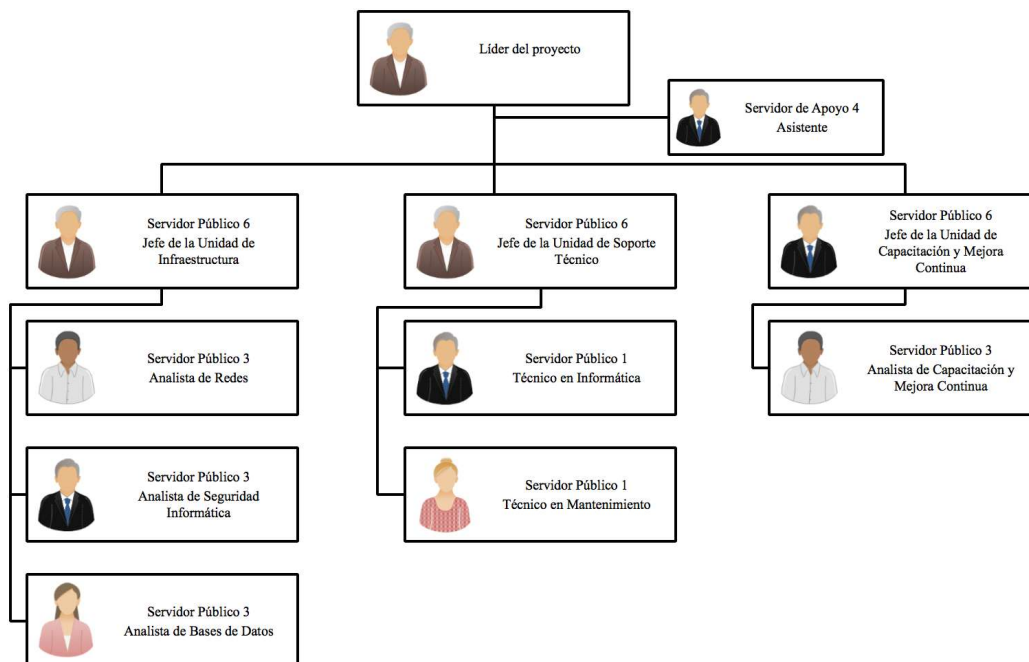 Líder del proyecto
Servidor de Apoyo 4
Asistente
Servidor Público 6
Jefe de la Unidad de
Infraestructura
Servidor Público 6
Jefe de la Unidad de Soporte
Técnico
Servidor Público 6
Jefe de la Unidad de
Capacitación y Mejora
Continua
Servidor Público 3
Analista de Redes
Servidor Público 1
Técnico en Informática
Servidor Público 3
Analista de Capacitación y
Mejora Continua
Servidor Público 3
Analista de Seguridad
Informática
Servidor Público 1
Técnico en Mantenimiento
Servidor Público 3
Analista de Bases de Datos